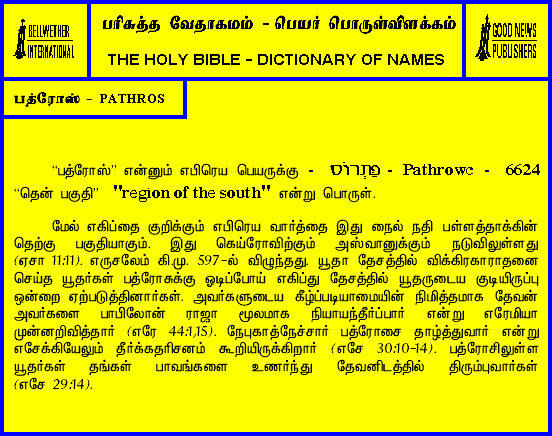 BELLWETHER
INTERNATIONAL
பரிசுத்த வேதாகமம் - பெயர் பொருள்விளக்கம்
THE HOLY BIBLE - DICTIONARY OF NAMES
GOOD NEWS
PUBLISHERS
பத்ரோஸ் - PATHROS
“பத்ரோஸ்” என்னும் எபிரெய பெயருக்கு - פַּתְרוֹס - Pathrowc - 6624
“தென் பகுதி” "region of the south" என்று பொருள்.
மேல் எகிப்தை குறிக்கும் எபிரெய வார்த்தை இது நைல் நதி பள்ளத்தாக்கின்
தெற்கு பகுதியாகும். இது கெய்ரோவிற்கும் அஸ்வானுக்கும் நடுவிலுள்ளது
(ஏசா 11:11). எருசலேம் கி.மு. 597-ல் விழுந்தது. யூதா தேசத்தில் விக்கிரகாராதனை
செய்த யூதர்கள் பத்ரோசுக்கு ஓடிப்போய் எகிப்து தேசத்தில் யூதருடைய குடியிருப்பு
ஒன்றை ஏற்படுத்தினார்கள். அவர்களுடைய கீழ்ப்படியாமையின் நிமித்தமாக தேவன்
அவர்களை பாபிலோன் ராஜா மூலமாக நியாயந்தீர்ப்பார் என்று எரேமியா
முன்னறிவித்தார் (எரே 44:1,15). நேபுகாத்நேச்சார் பத்ரோசை தாழ்த்துவார் என்று
எசேக்கியேலும் தீர்க்கதரிசனம் கூறியிருக்கிறார் (எசே 30:10-14). பத்ரோசிலுள்ள
யூதர்கள் தங்கள் பாவங்களை உணர்ந்து தேவனிடத்தில் திரும்புவார்கள்
(எசே 29:14).